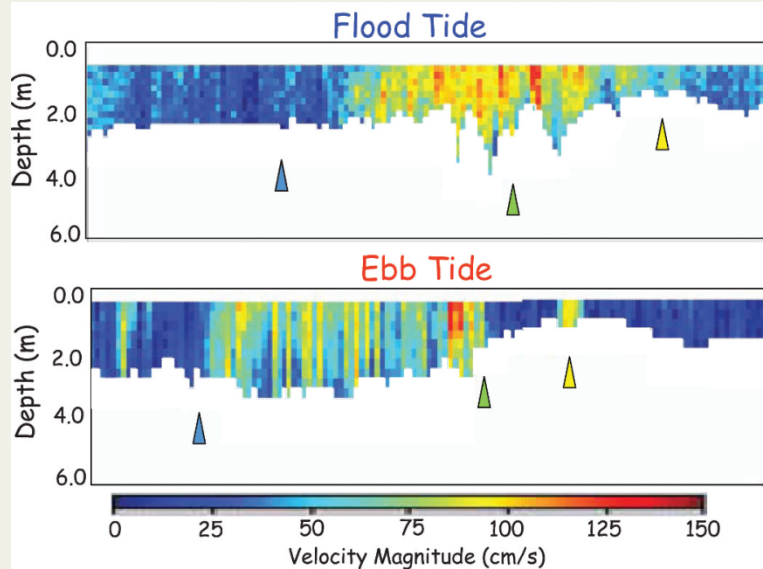 Flood Tide
0.0
2.0
4.0
6.0
Depth (m)
Ebb Tide
0.0
2.0
4.0
6.0
Depth (m)
0 25 50 75 100 125 150
Velocity Magnitude (cm/s)